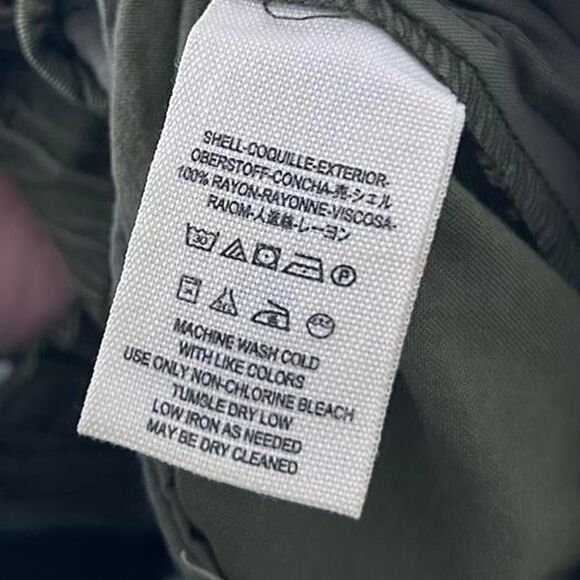 SHELL-COQUILLE-EXTERIOR-
OBERSTOFF-CONCHA-売-シェル
100% RAYON-RAYONNE-VISCOSA-
RAIOM-人造絲-レーヨン
30 P
MACHINE WASH COLD
WITH LIKE COLORS
USE ONLY NON-CHLORINE BLEACH
TUMBLE DRY LOW
LOW IRON AS NEEDED
MAY BE DRY CLEANED